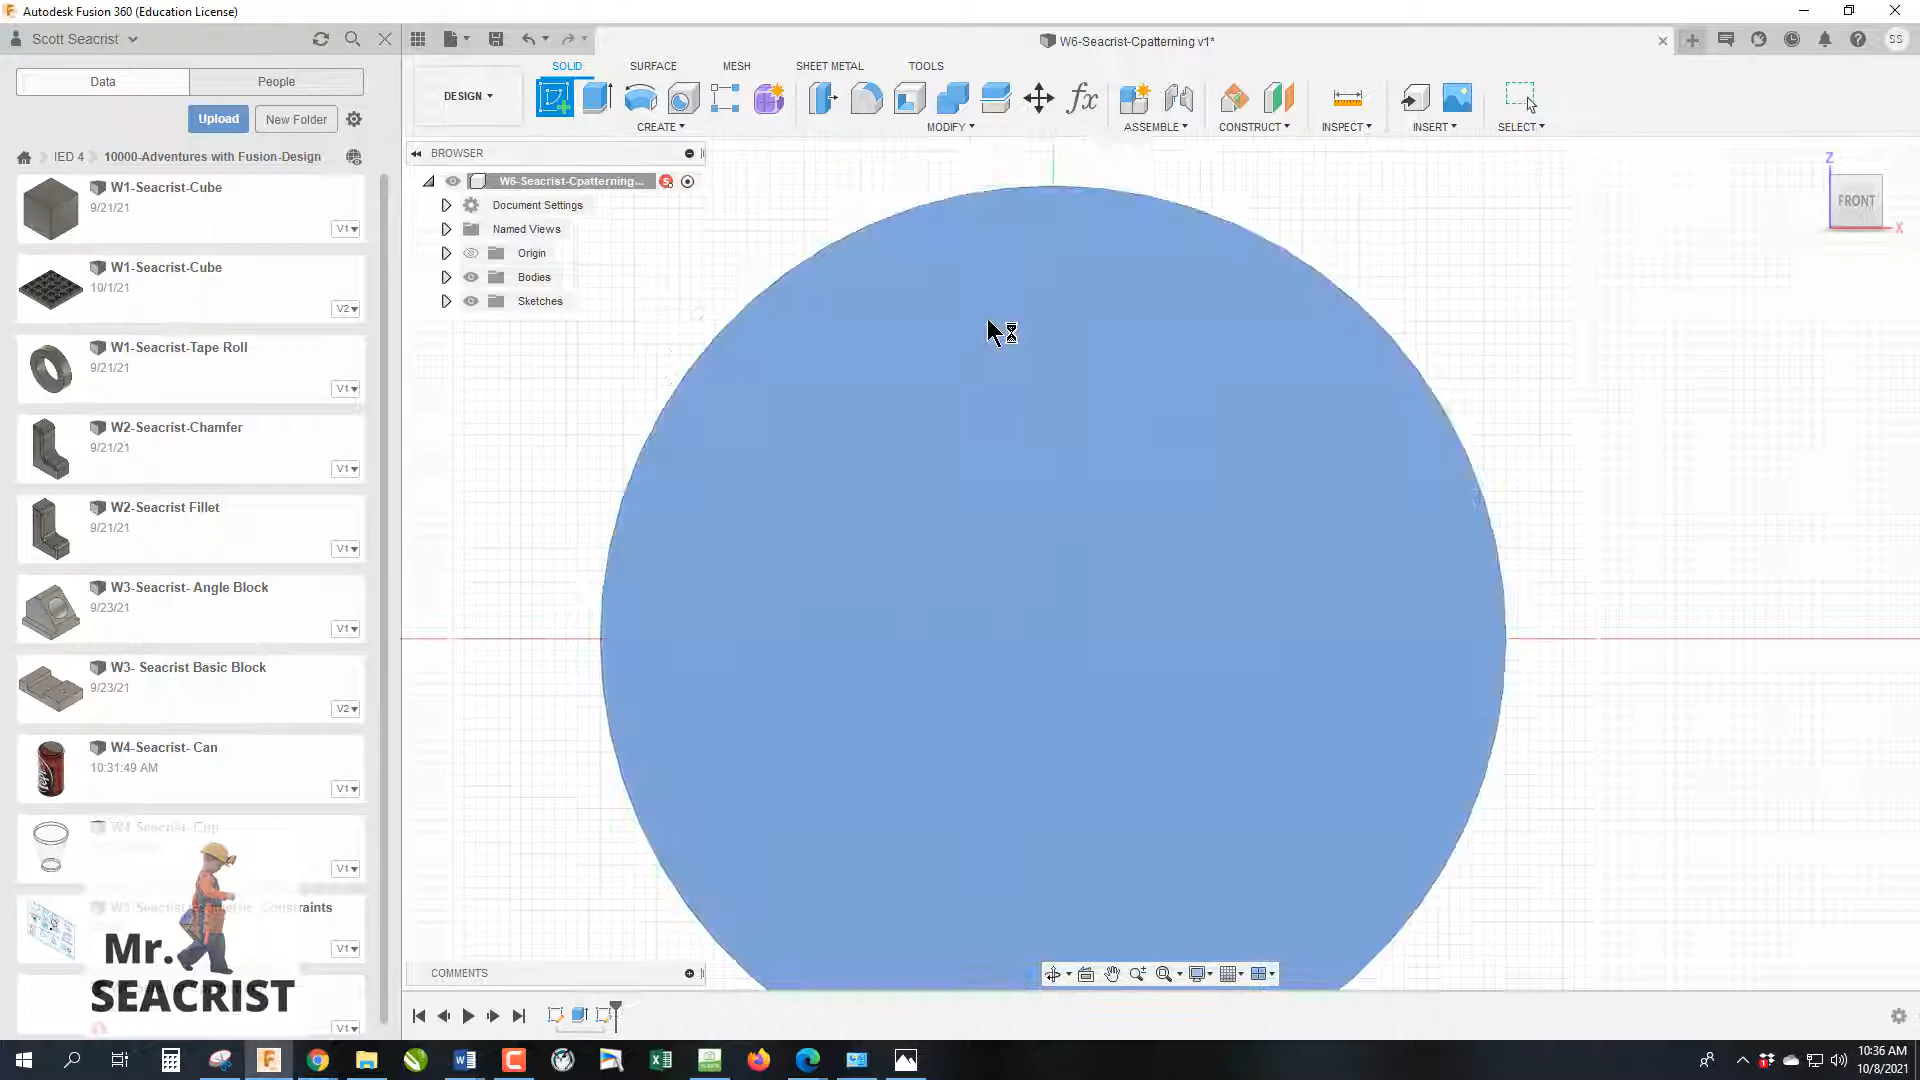 Autodesk Fusion 360 (Education License)
Scott Seacrist
W6-Seacrist-Cpatterning v1*
SS
Data
People
Upload
New Folder
IED 4
10000-Adventures with Fusion-Design
W1-Seacrist-Cube
9/21/21
V1
W1-Seacrist-Cube
10/1/21
V2
W1-Seacrist-Tape Roll
9/21/21
V1
W2-Seacrist-Chamfer
9/21/21
V1
W2-Seacrist Fillet
9/21/21
V1
W3-Seacrist- Angle Block
9/23/21
V1
W3- Seacrist Basic Block
9/23/21
V2
W4-Seacrist- Can
10:31:49 AM
V1
W4-Seacrist- Cup
V1
V1
V1
Mr.
SEACRIST
DESIGN
SOLID
SURFACE
MESH
SHEET METAL
TOOLS
CREATE
MODIFY
ASSEMBLE
CONSTRUCT
INSPECT
INSERT
SELECT
BROWSER
W6-Seacrist-Cpatterning...
Document Settings
Named Views
Origin
Bodies
Sketches
Z
FRONT
X
COMMENTS
10:36 AM
10/8/2021